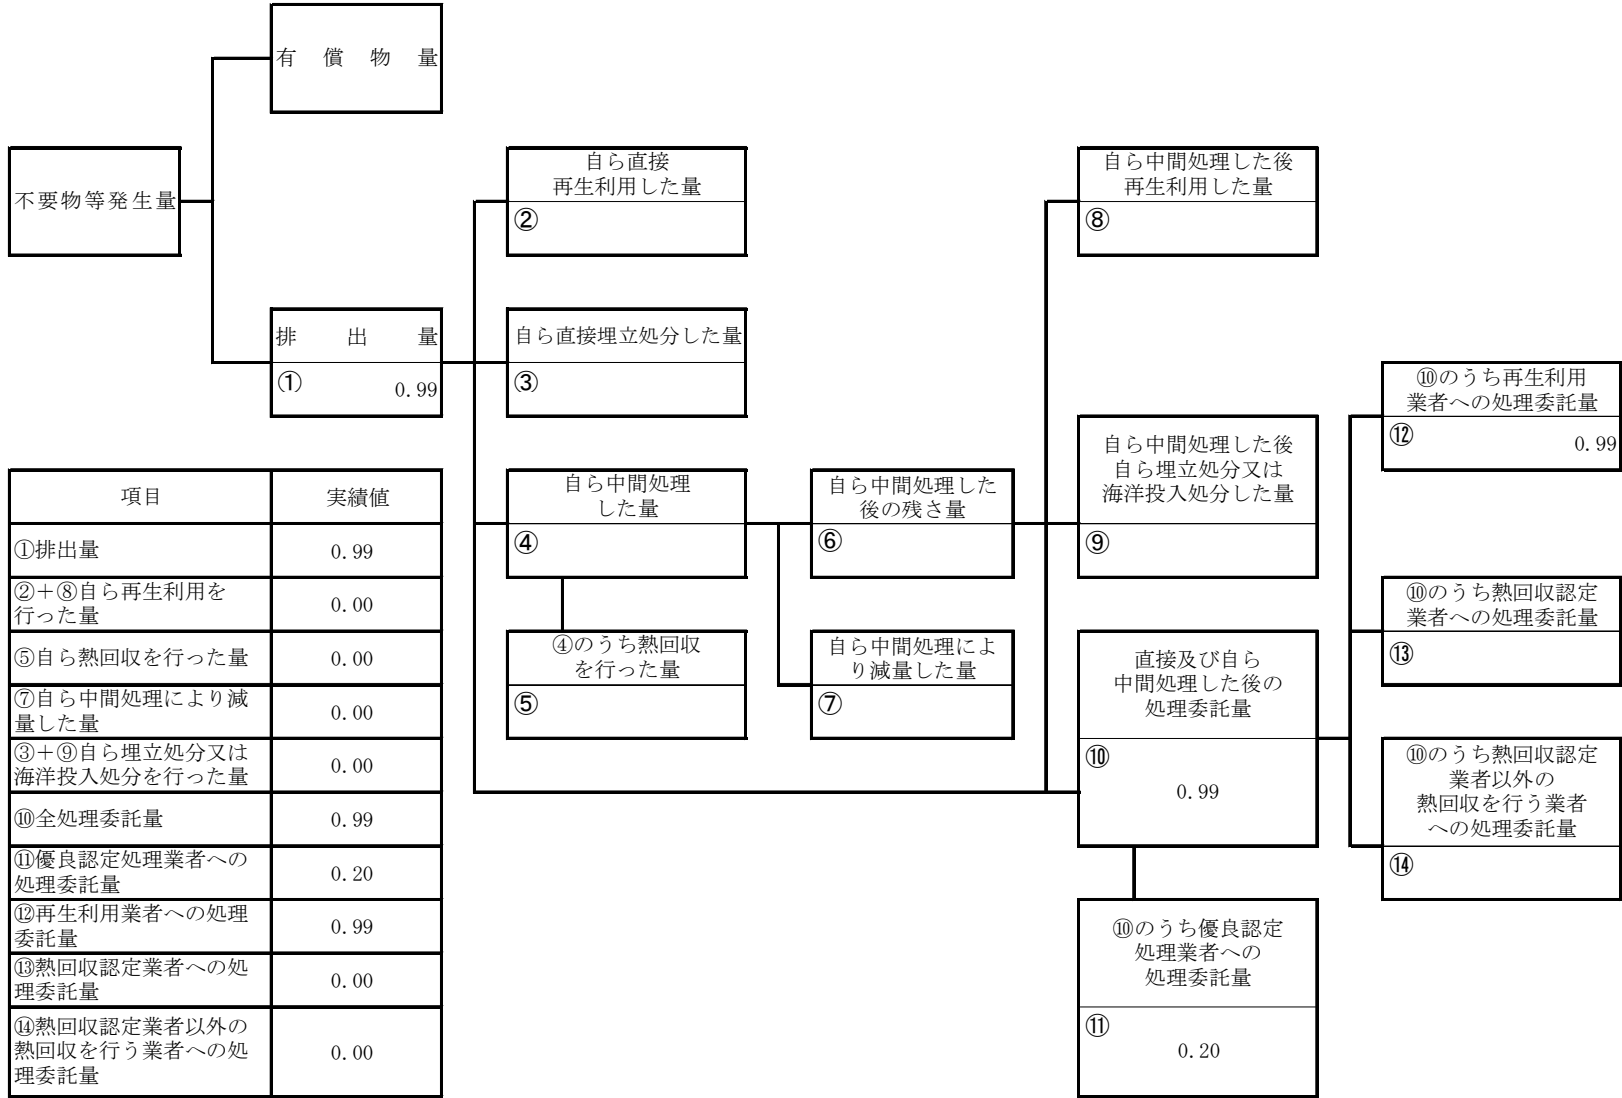 有償物量
不要物等発生量
自ら直接
再生利用した量
②
自ら中間処理した後
再生利用した量
⑧
排出量
①
0.99
自ら直接埋立処分した量
③
⑩のうち再生利用
業者への処理委託量
⑫
0.99
自ら中間処理
した量
④
自ら中間処理した
後の残さ量
⑥
自ら中間処理した後
自ら埋立処分又は
海洋投入処分した量
⑨
⑩のうち熱回収認定
業者への処理委託量
⑬
④のうち熱回収
を行った量
⑤
自ら中間処理によ
り減量した量
⑦
直接及び自ら
中間処理した後の
処理委託量
⑩
0.99
⑩のうち熱回収認定
業者以外の
熱回収を行う業者
への処理委託量
⑭
⑩のうち優良認定
処理業者への
処理委託量
⑪
0.20
項目 実績値
①排出量 0.99
②＋⑧自ら再生利用を
行った量 0.00
⑤自ら熱回収を行った量 0.00
⑦自ら中間処理により減
量した量 0.00
③＋⑨自ら埋立処分又は
海洋投入処分を行った量 0.00
⑩全処理委託量 0.99
⑪優良認定処理業者への
処理委託量 0.20
⑫再生利用業者への処理
委託量 0.99
⑬熱回収認定業者への処
理委託量 0.00
⑭熱回収認定業者以外の
熱回収を行う業者への処
理委託量 0.00